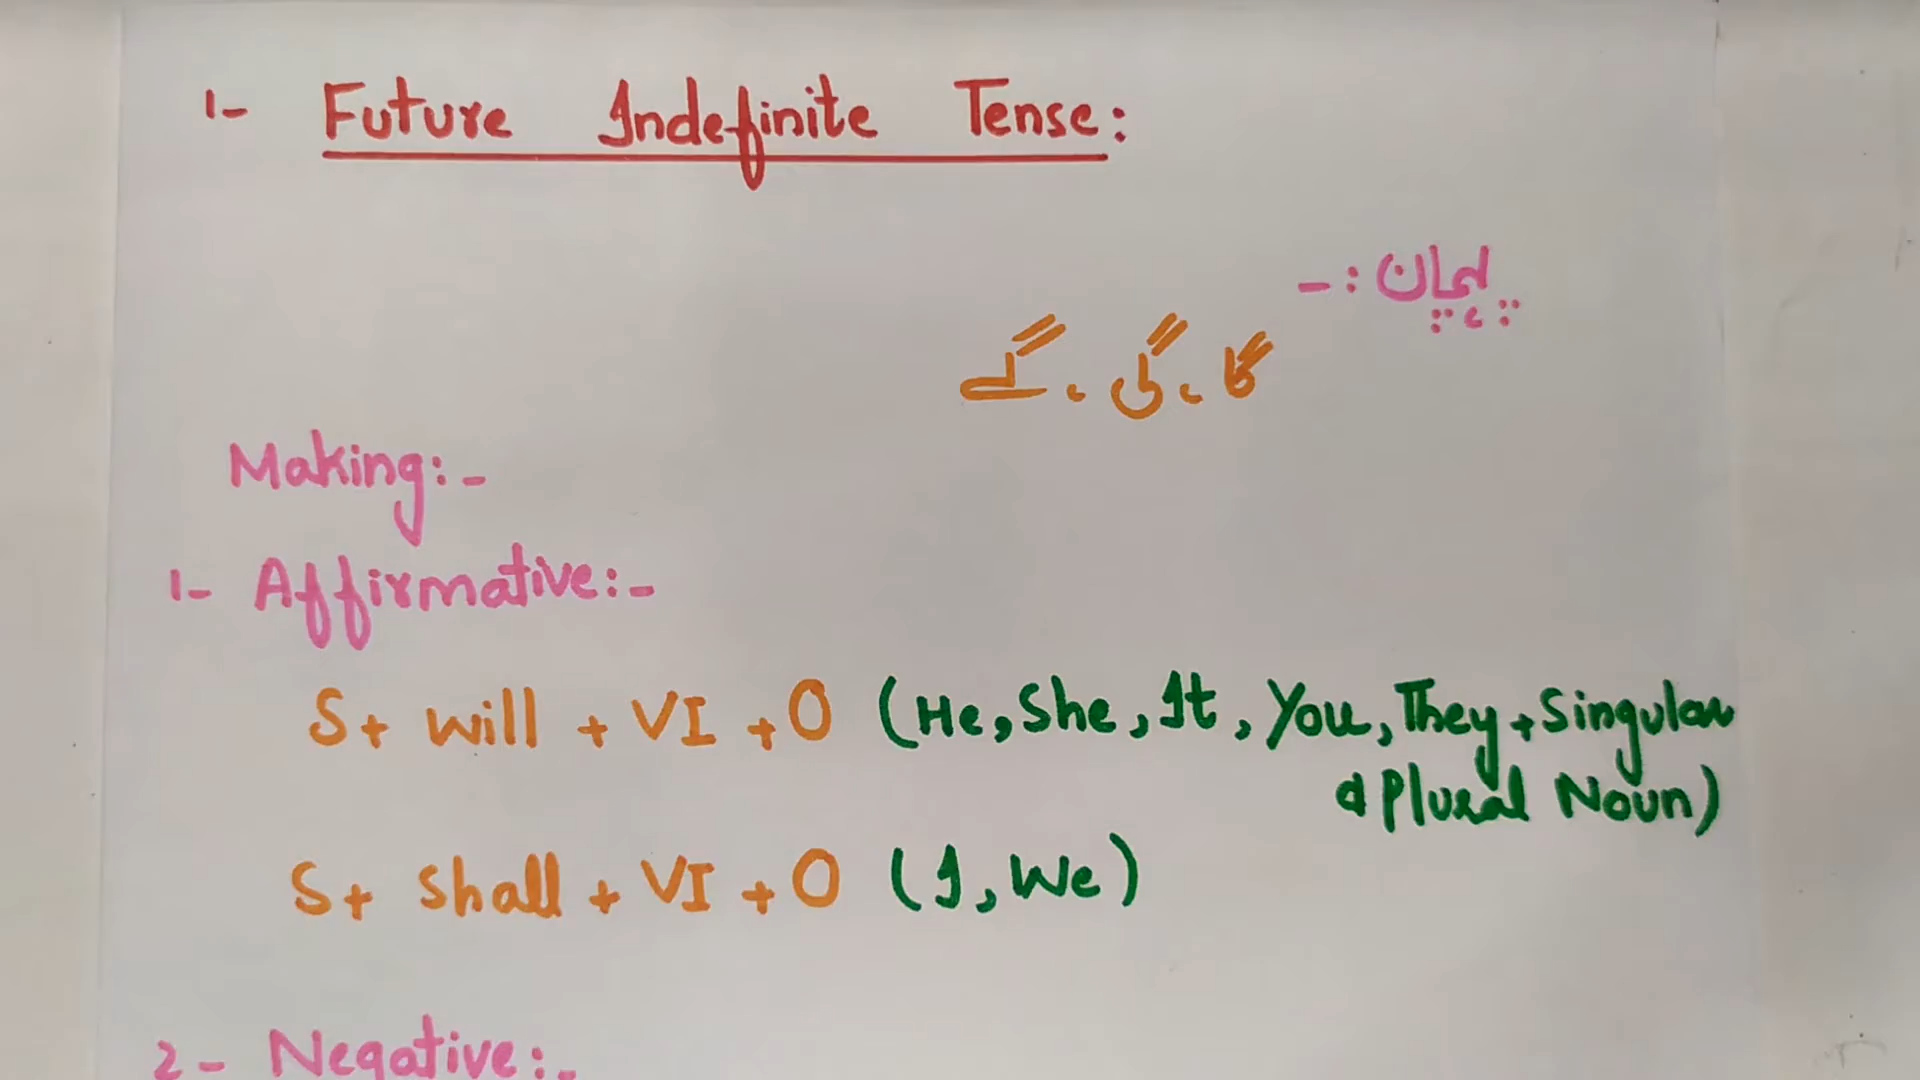 1- Future Indefinite Tense:
پہچان :-
گا ، گی ، گے
Making:-
1- Affirmative:-
S+ will + VI + O (He, She, It, You, They + Singular
& Plural Noun)
S+ shall + VI + O (I, We)
2- Negative:-